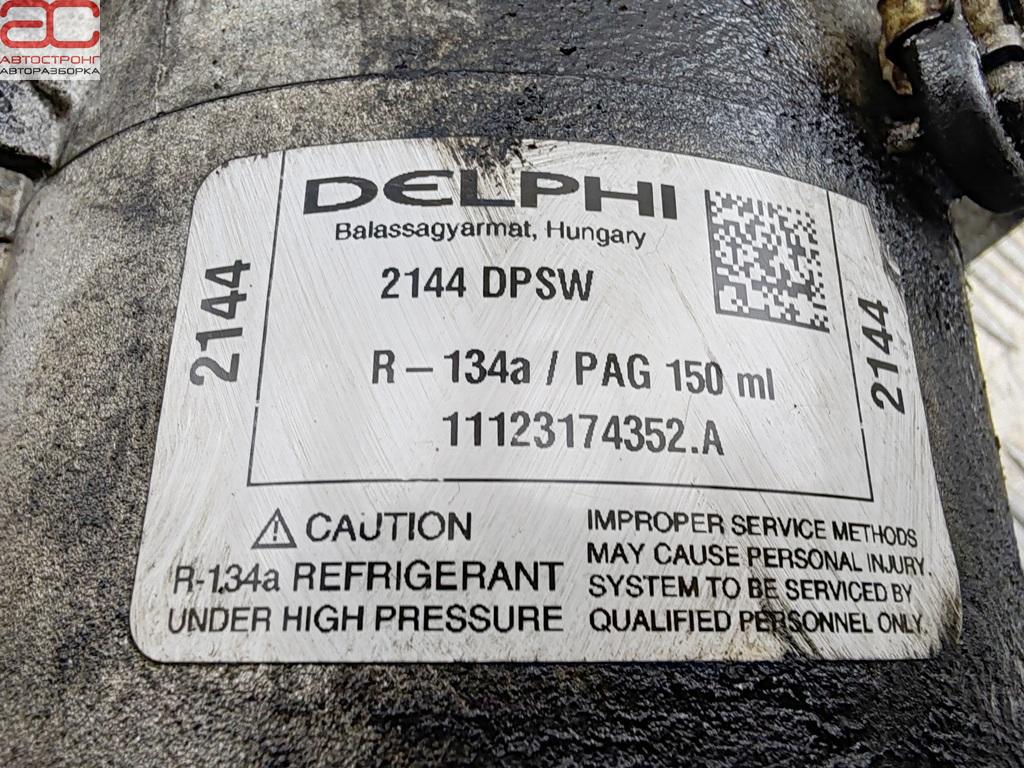 ac
АВТОСТРОНГ
АВТОРАЗБОРКА
DELPHI
Balassagyarmat, Hungary
2144 DPSW
2144
2144
R-134a / PAG 150 ml
11123174352.A
⚠ CAUTION
R-134a REFRIGERANT
UNDER HIGH PRESSURE
IMPROPER SERVICE METHODS
MAY CAUSE PERSONAL INJURY.
SYSTEM TO BE SERVICED BY
QUALIFIED PERSONNEL ONLY.